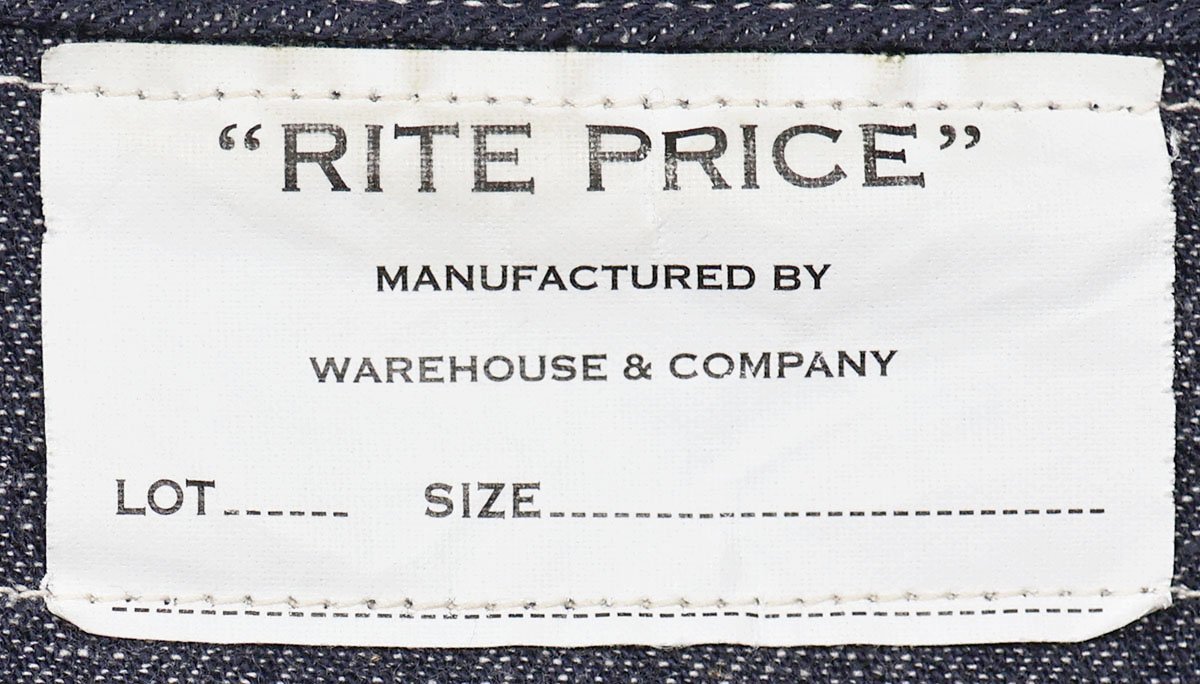 “RITE PRICE”
MANUFACTURED BY
WAREHOUSE & COMPANY
LOT------ SIZE--------------------------